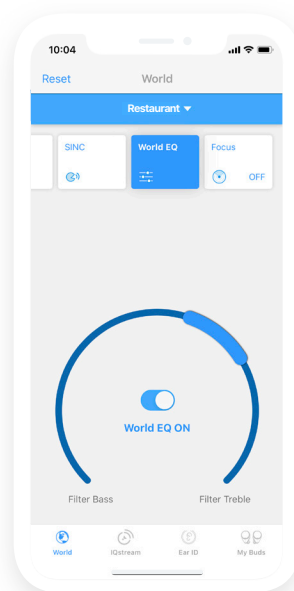 10:04
Reset World
Restaurant
SINC World EQ Focus
OFF
World EQ ON
Filter Bass Filter Treble
World IQstream Ear ID My Buds